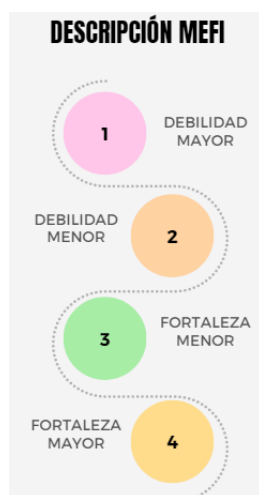 DESCRIPCIÓN MEFI
1
DEBILIDAD
MAYOR
DEBILIDAD
MENOR
2
3
FORTALEZA
MENOR
FORTALEZA
MAYOR
4